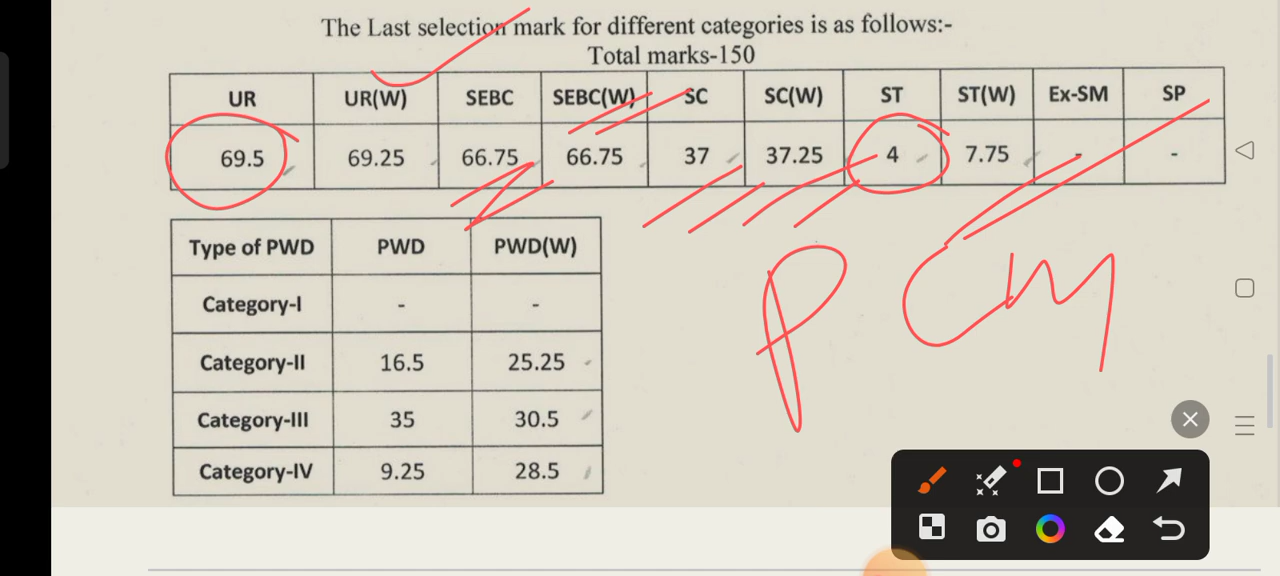 The Last selection mark for different categories is as follows:-
Total marks-150
UR UR(W) SEBC SEBC(W) SC SC(W) ST ST(W) Ex-SM SP
69.5 69.25 66.75 66.75 37 37.25 4 7.75 - -
Type of PWD PWD PWD(W)
Category-I - -
Category-II 16.5 25.25
Category-III 35 30.5
Category-IV 9.25 28.5
P C M